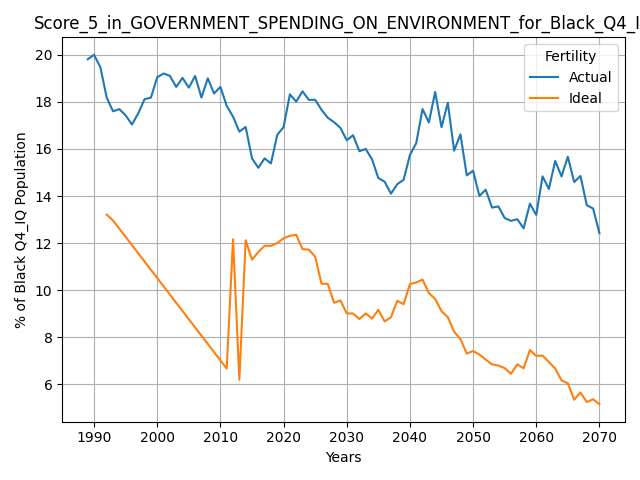 Score_5_in_GOVERNMENT_SPENDING_ON_ENVIRONMENT_for_Black_Q4_I
Fertility
Actual
Ideal
% of Black Q4_IQ Population
20
18
16
14
12
10
8
6
1990
2000
2010
2020
2030
2040
2050
2060
2070
Years